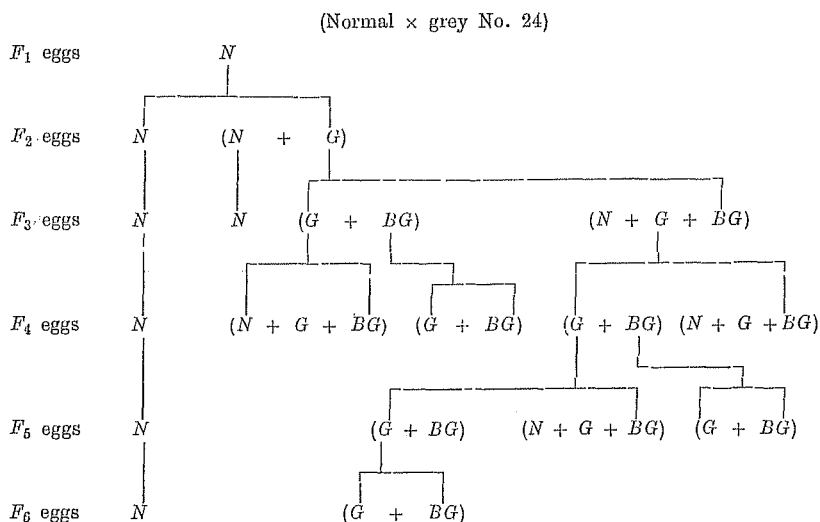 (Normal × grey No. 24)
F₁ eggs N
F₂ eggs N (N + G)
F₃ eggs N N (G + BG) (N + G + BG)
F₄ eggs N (N + G + BG) (G + BG) (G + BG) (N + G + BG)
F₅ eggs N (G + BG) (N + G + BG) (G + BG)
F₆ eggs N (G + BG)